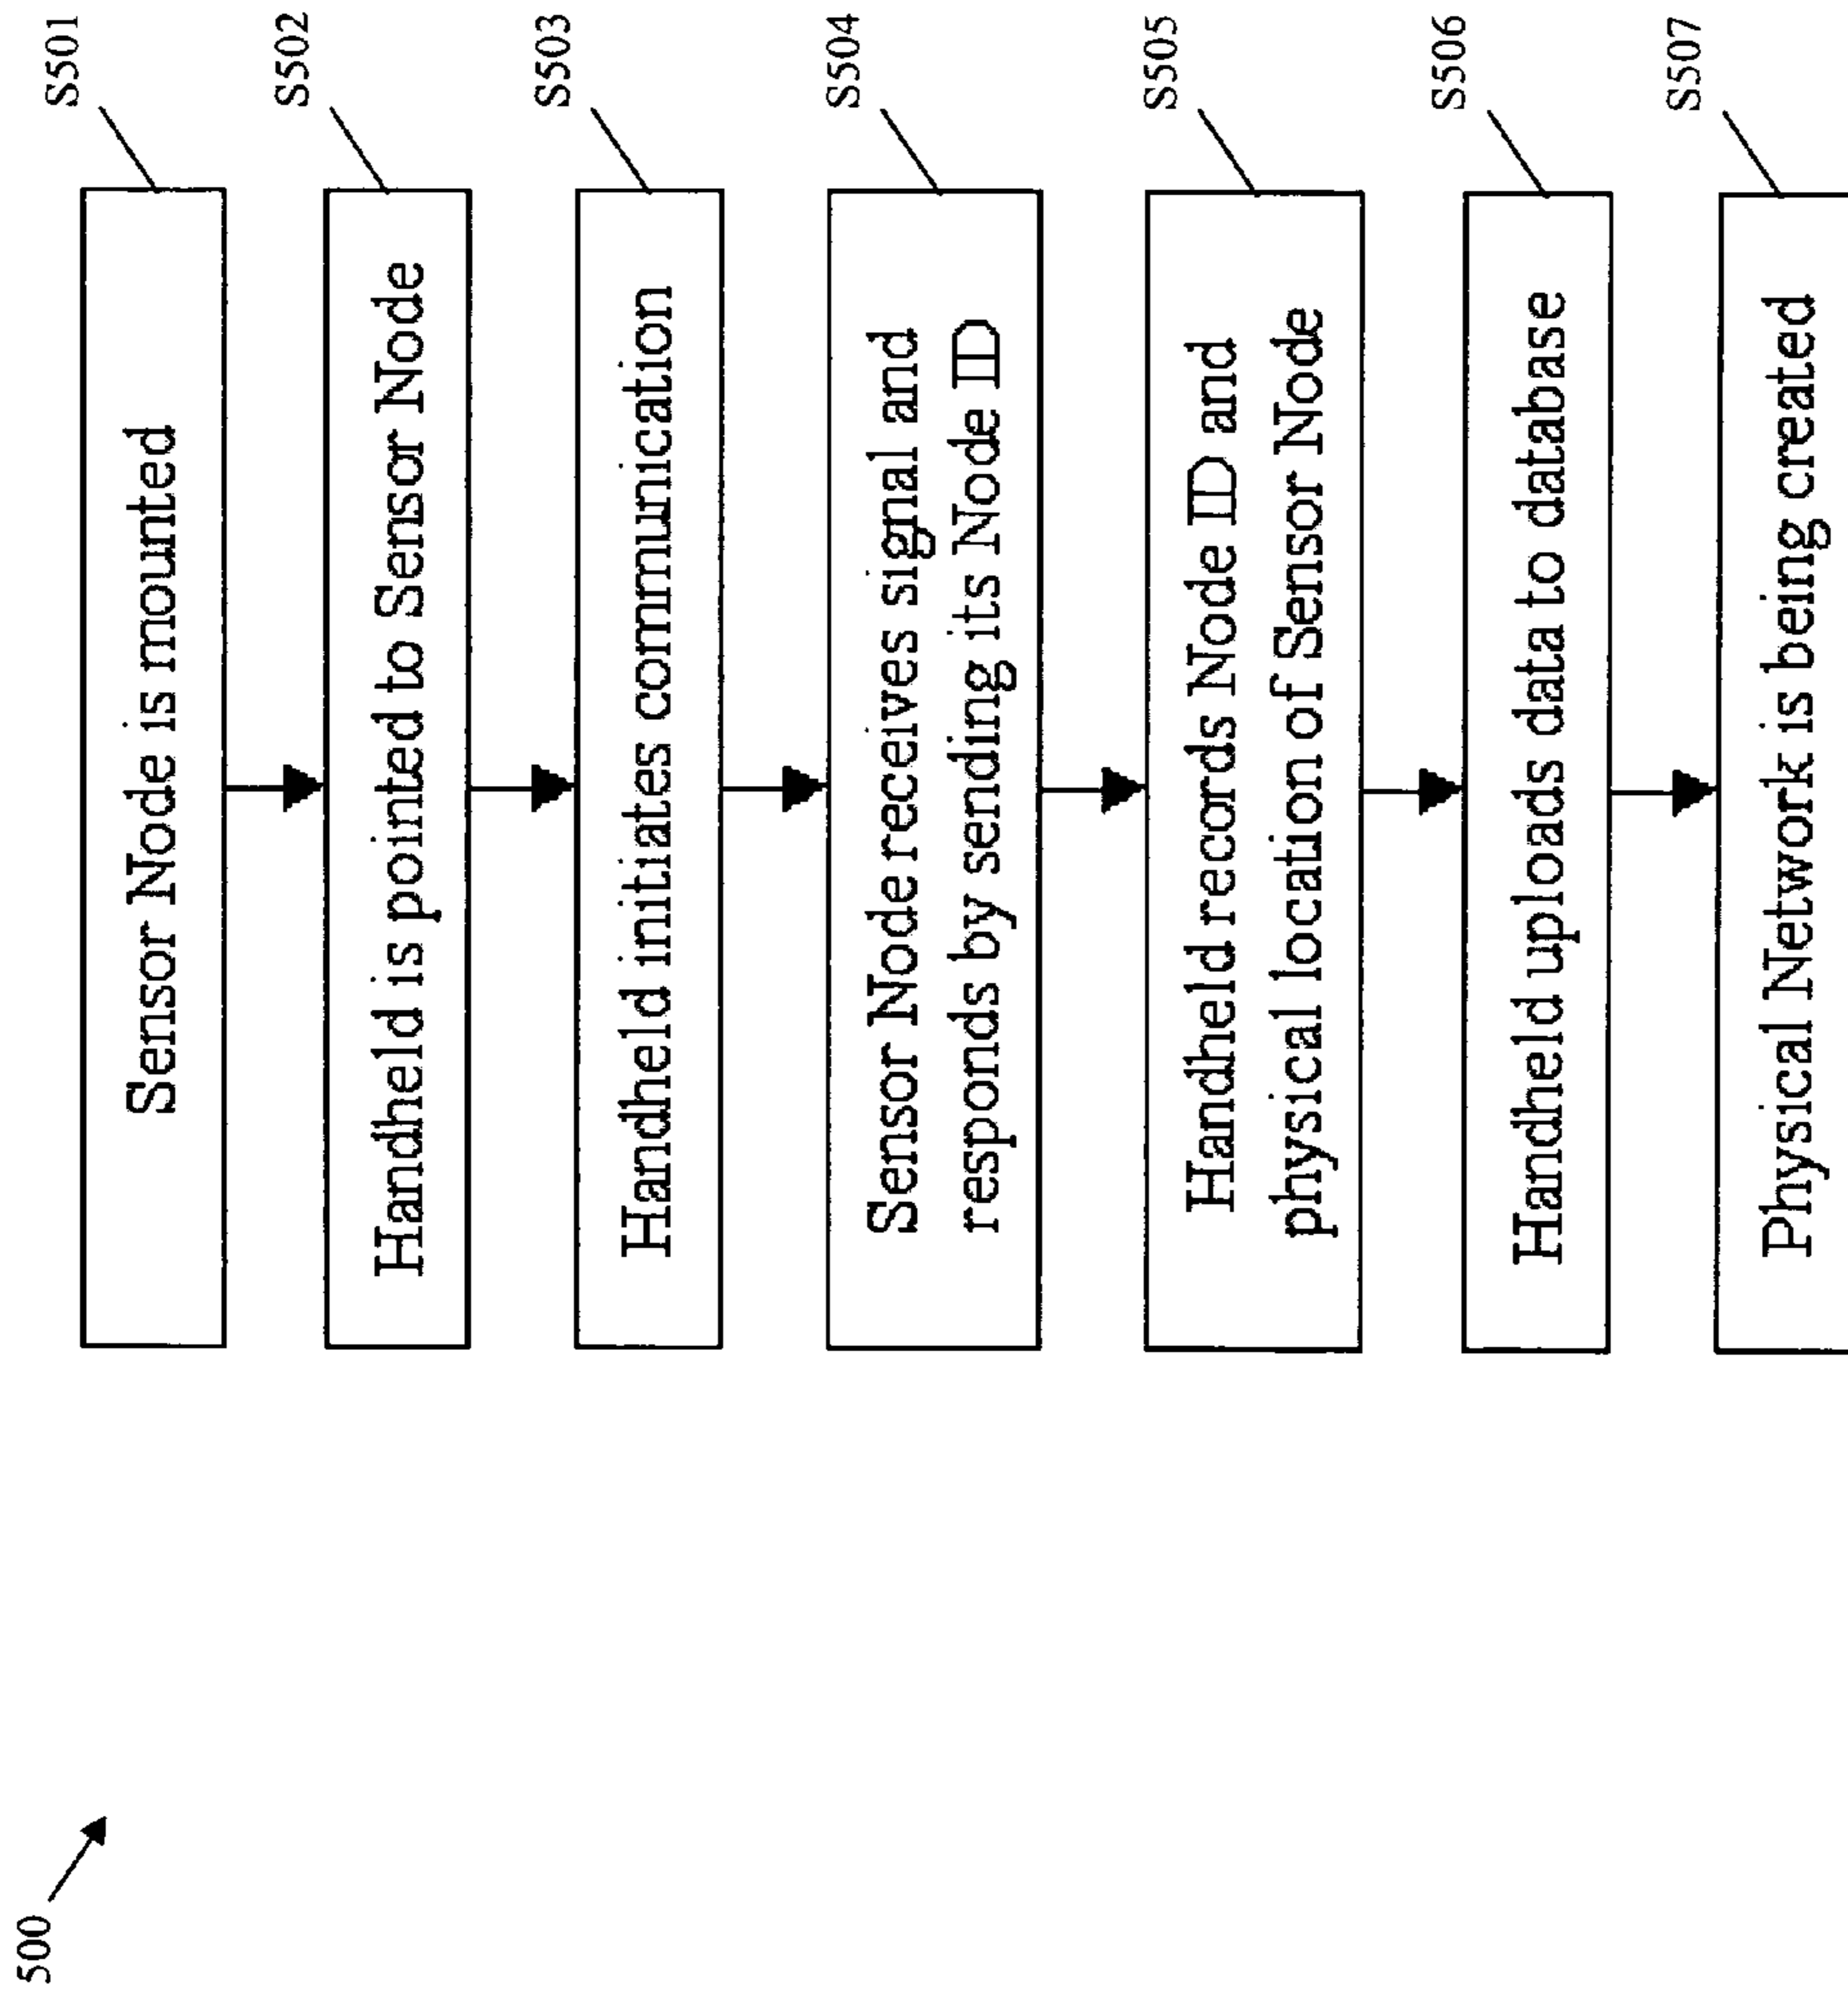 500
S501
Sensor Node is mounted
S502
Handheld is pointed to Sensor Node
S503
Handheld initiates communication
S504
Sensor Node receives signal and
responds by sending its Node ID
S505
Handheld records Node ID and
physical location of Sensor Node
S506
Handheld uploads data to database
S507
Physical Network is being created